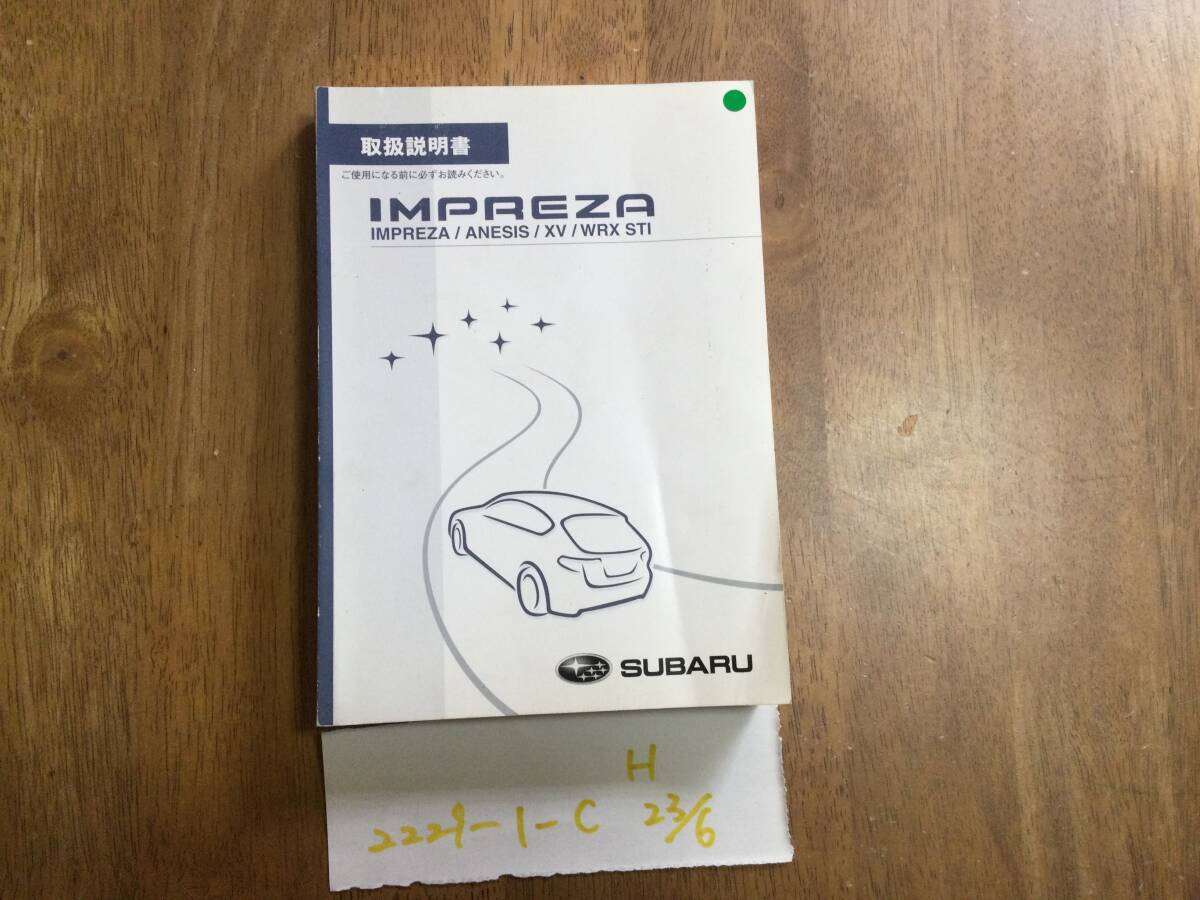 取扱説明書
ご使用になる前に必ずお読みください。
IMPREZA
IMPREZA / ANESIS / XV / WRX STI
SUBARU
H
2229-1-C 23/6